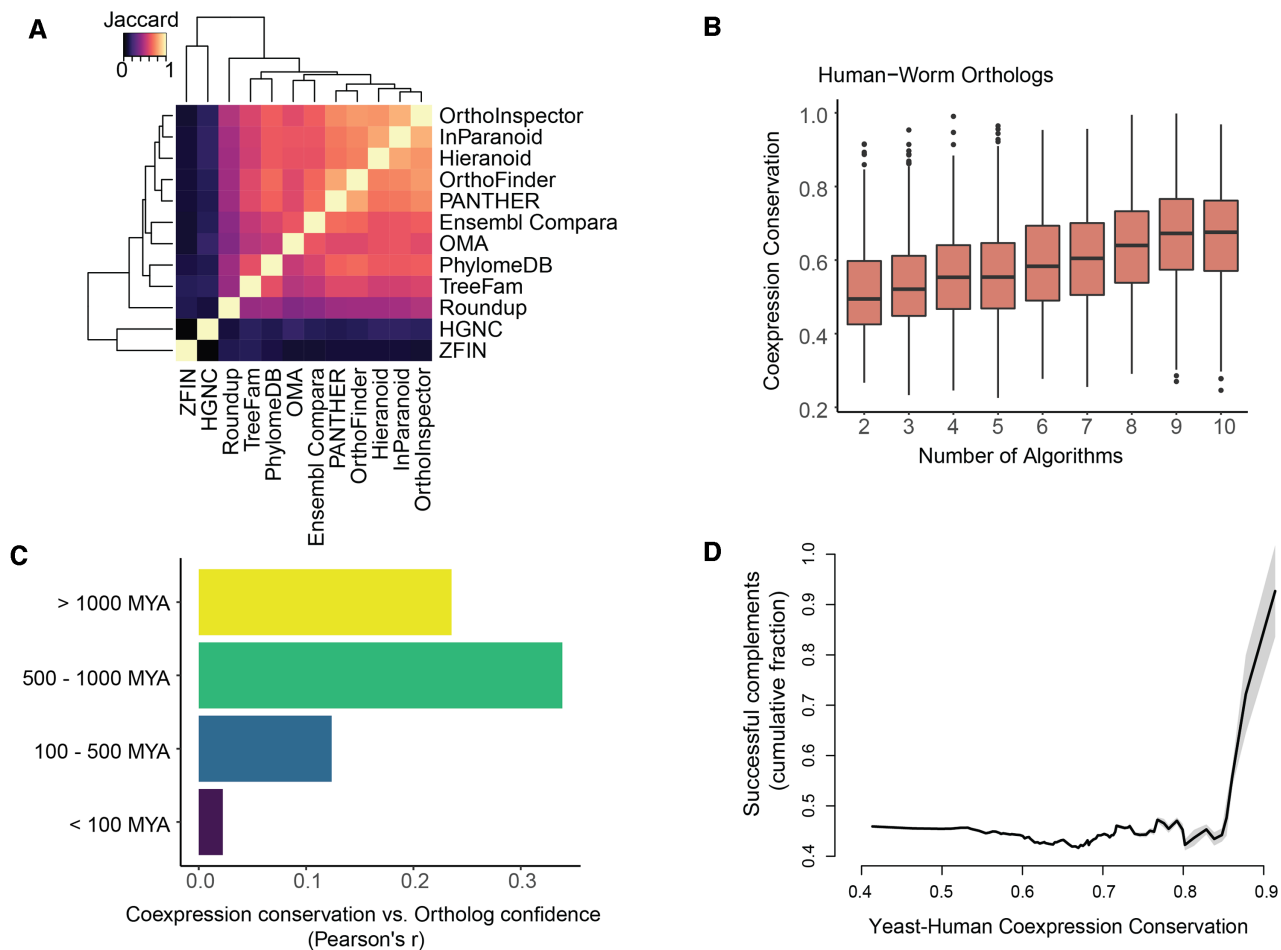 A
Jaccard
0 1
OrthoInspector
InParanoid
Hieranoid
OrthoFinder
PANTHER
Ensembl Compara
OMA
PhylomeDB
TreeFam
Roundup
HGNC
ZFIN
ZFIN
HGNC
Roundup
TreeFam
PhylomeDB
OMA
Ensembl Compara
PANTHER
OrthoFinder
Hieranoid
InParanoid
OrthoInspector
B
Human−Worm Orthologs
Coexpression Conservation
1.0
0.8
0.6
0.4
0.2
2 3 4 5 6 7 8 9 10
Number of Algorithms
C
> 1000 MYA
500 - 1000 MYA
100 - 500 MYA
< 100 MYA
0.0 0.1 0.2 0.3
Coexpression conservation vs. Ortholog confidence
(Pearson's r)
D
Successful complements
(cumulative fraction)
1.0
0.9
0.8
0.7
0.6
0.5
0.4
0.4 0.5 0.6 0.7 0.8 0.9
Yeast-Human Coexpression Conservation